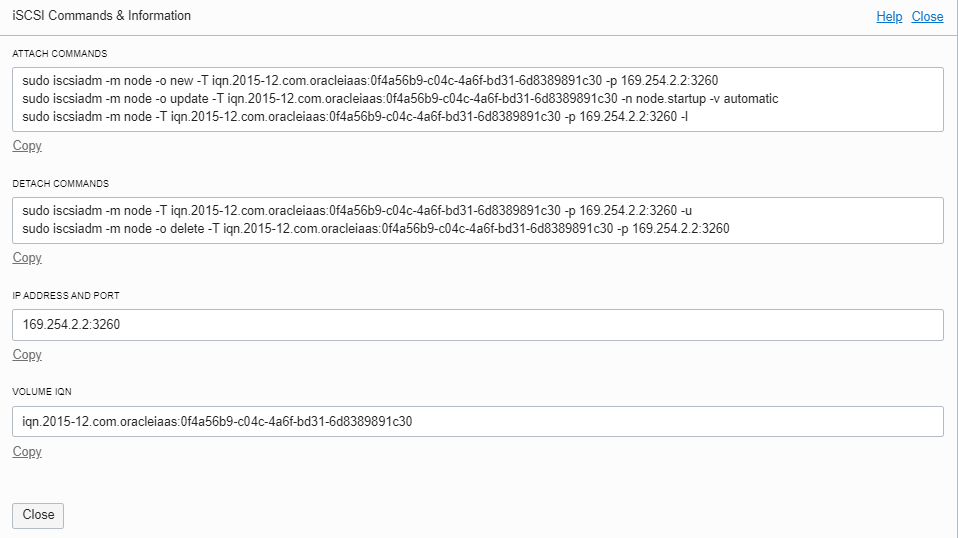 iSCSI Commands & Information
Help Close
ATTACH COMMANDS
sudo iscsiadm -m node -o new -T iqn.2015-12.com.oracleiaas:0f4a56b9-c04c-4a6f-bd31-6d8389891c30 -p 169.254.2.2:3260
sudo iscsiadm -m node -o update -T iqn.2015-12.com.oracleiaas:0f4a56b9-c04c-4a6f-bd31-6d8389891c30 -n node.startup -v automatic
sudo iscsiadm -m node -T iqn.2015-12.com.oracleiaas:0f4a56b9-c04c-4a6f-bd31-6d8389891c30 -p 169.254.2.2:3260 -l
Copy
DETACH COMMANDS
sudo iscsiadm -m node -T iqn.2015-12.com.oracleiaas:0f4a56b9-c04c-4a6f-bd31-6d8389891c30 -p 169.254.2.2:3260 -u
sudo iscsiadm -m node -o delete -T iqn.2015-12.com.oracleiaas:0f4a56b9-c04c-4a6f-bd31-6d8389891c30 -p 169.254.2.2:3260
Copy
IP ADDRESS AND PORT
169.254.2.2:3260
Copy
VOLUME IQN
iqn.2015-12.com.oracleiaas:0f4a56b9-c04c-4a6f-bd31-6d8389891c30
Copy
Close